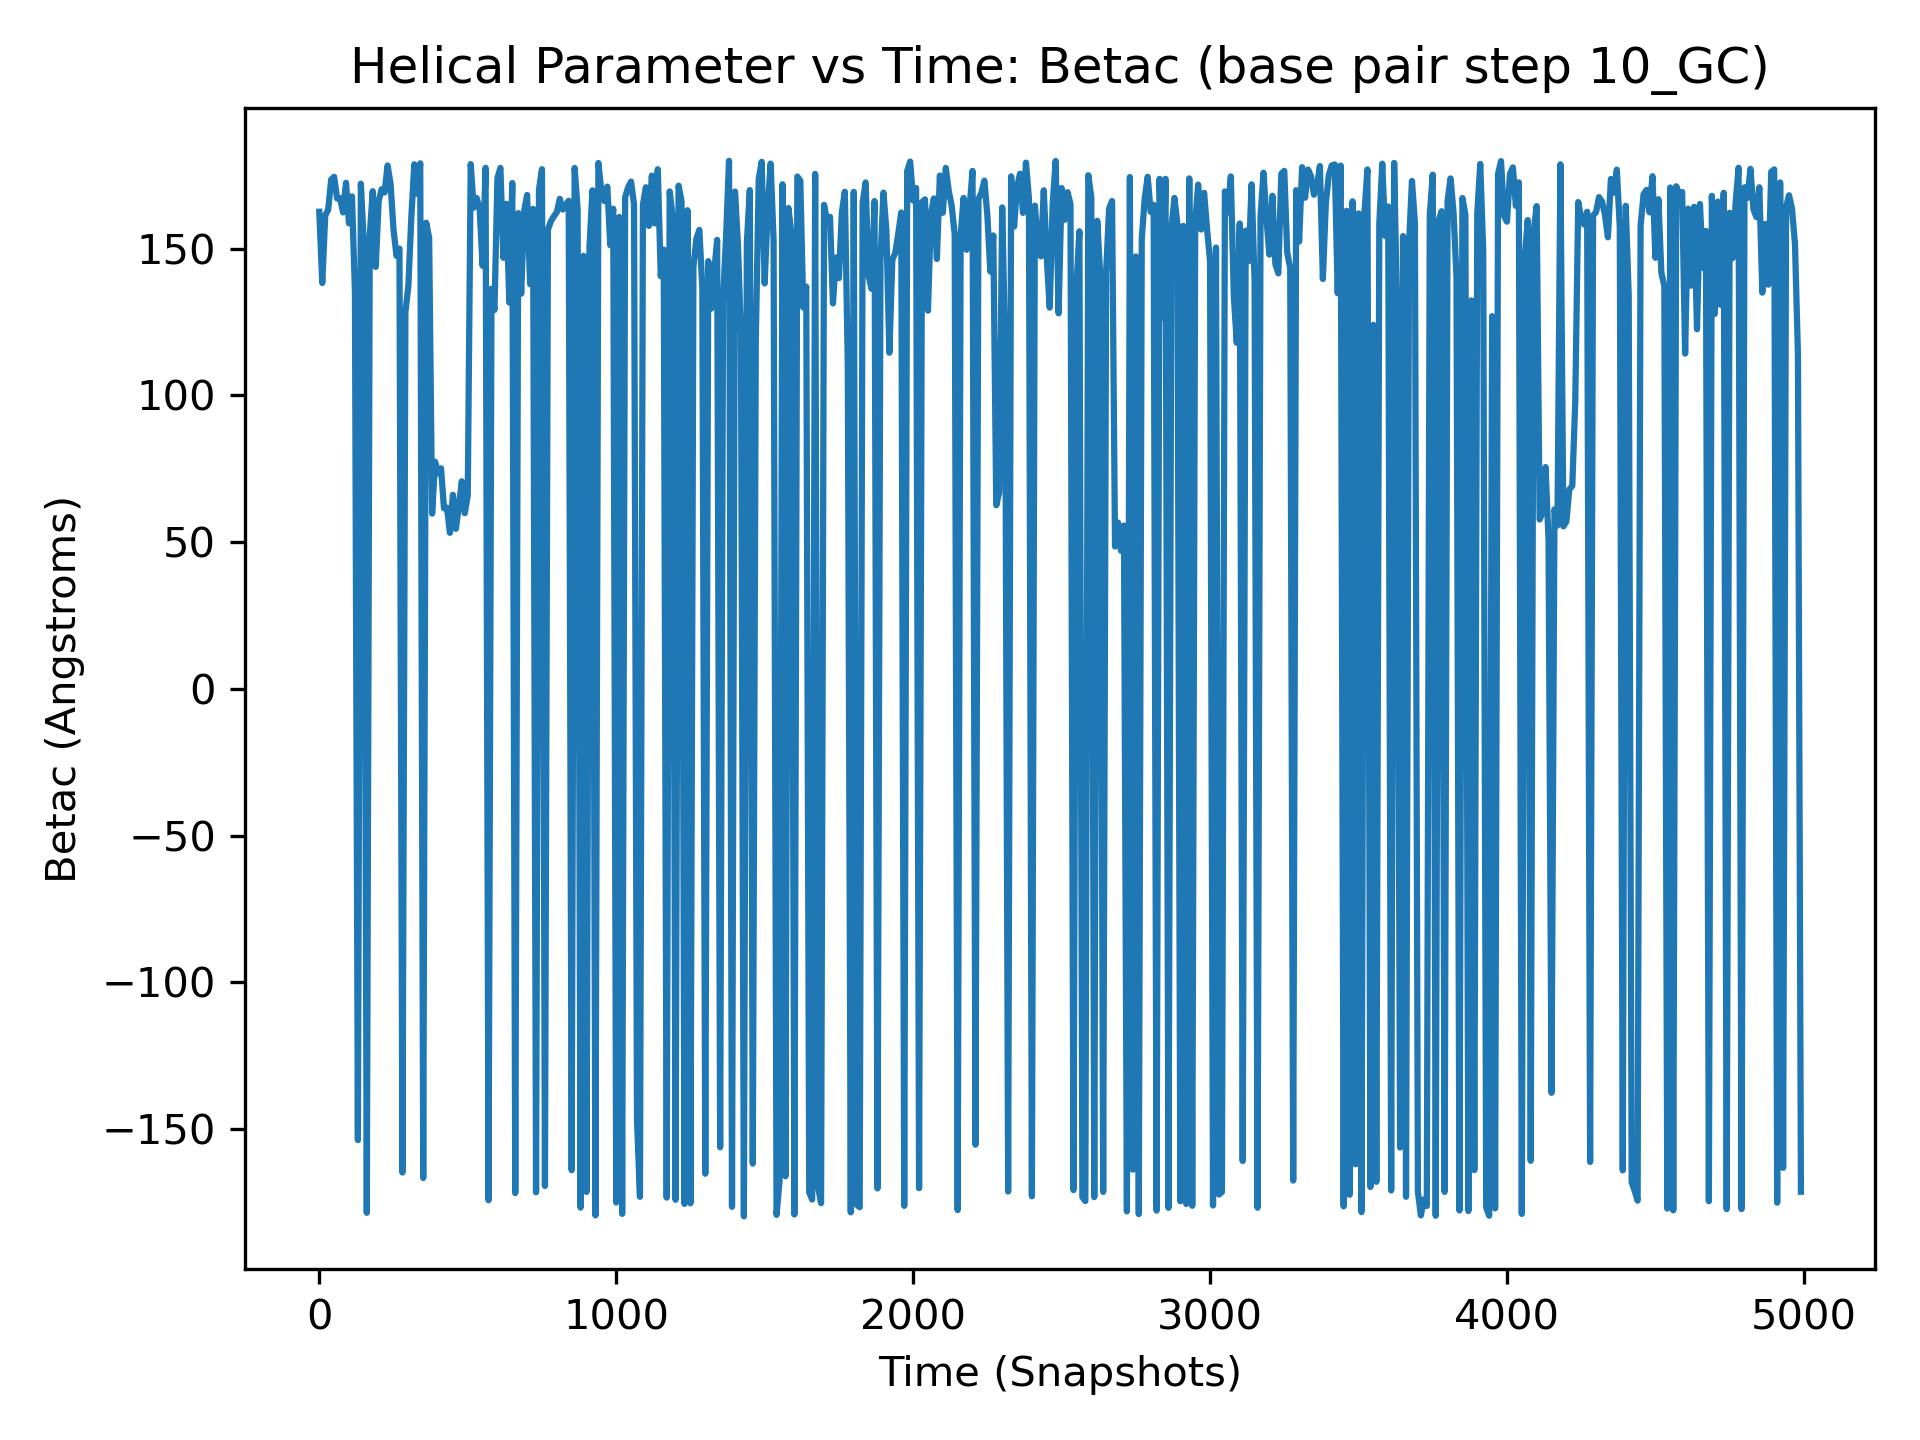 Helical Parameter vs Time: Betac (base pair step 10_GC)
Betac (Angstroms)
150
100
50
0
−50
−100
−150
0 1000 2000 3000 4000 5000
Time (Snapshots)